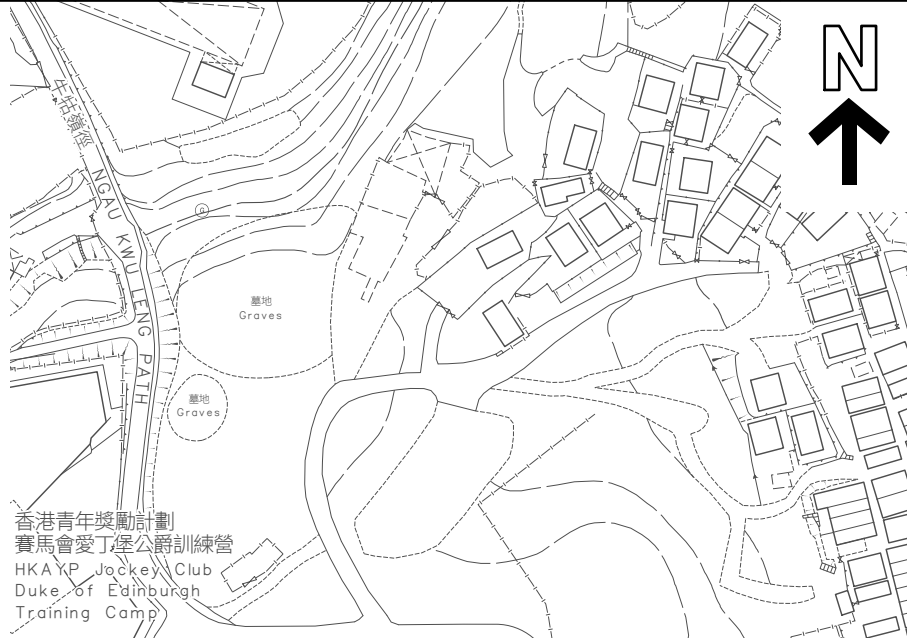 N
牛牯嶺徑
NGAU KWU LENG PATH
G
墓地
Graves
墓地
Graves
香港青年獎勵計劃
賽馬會愛丁堡公爵訓練營
HKAYP Jockey Club
Duke of Edinburgh
Training Camp